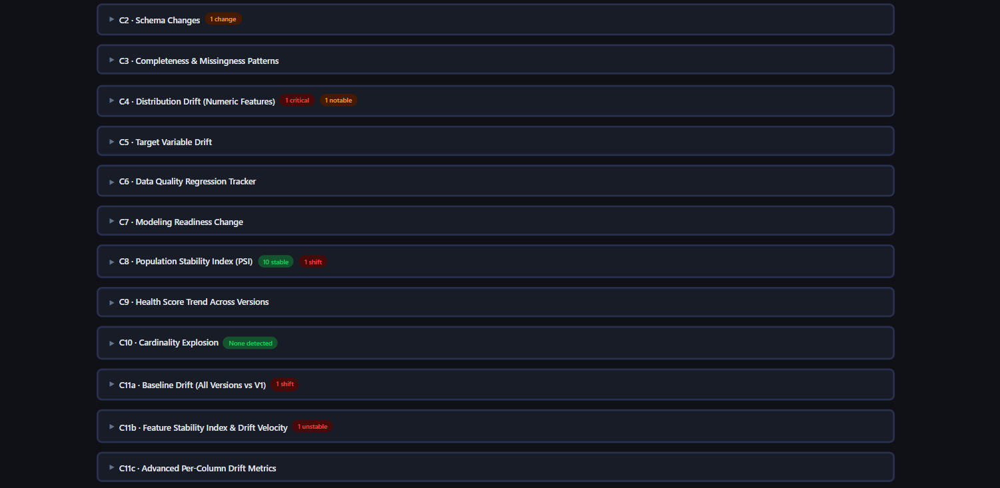 C2 · Schema Changes 1 change
C3 · Completeness & Missingness Patterns
C4 · Distribution Drift (Numeric Features) 1 critical 1 notable
C5 · Target Variable Drift
C6 · Data Quality Regression Tracker
C7 · Modeling Readiness Change
C8 · Population Stability Index (PSI) 10 stable 1 shift
C9 · Health Score Trend Across Versions
C10 · Cardinality Explosion None detected
C11a · Baseline Drift (All Versions vs V1) 1 shift
C11b · Feature Stability Index & Drift Velocity 1 unstable
C11c · Advanced Per-Column Drift Metrics